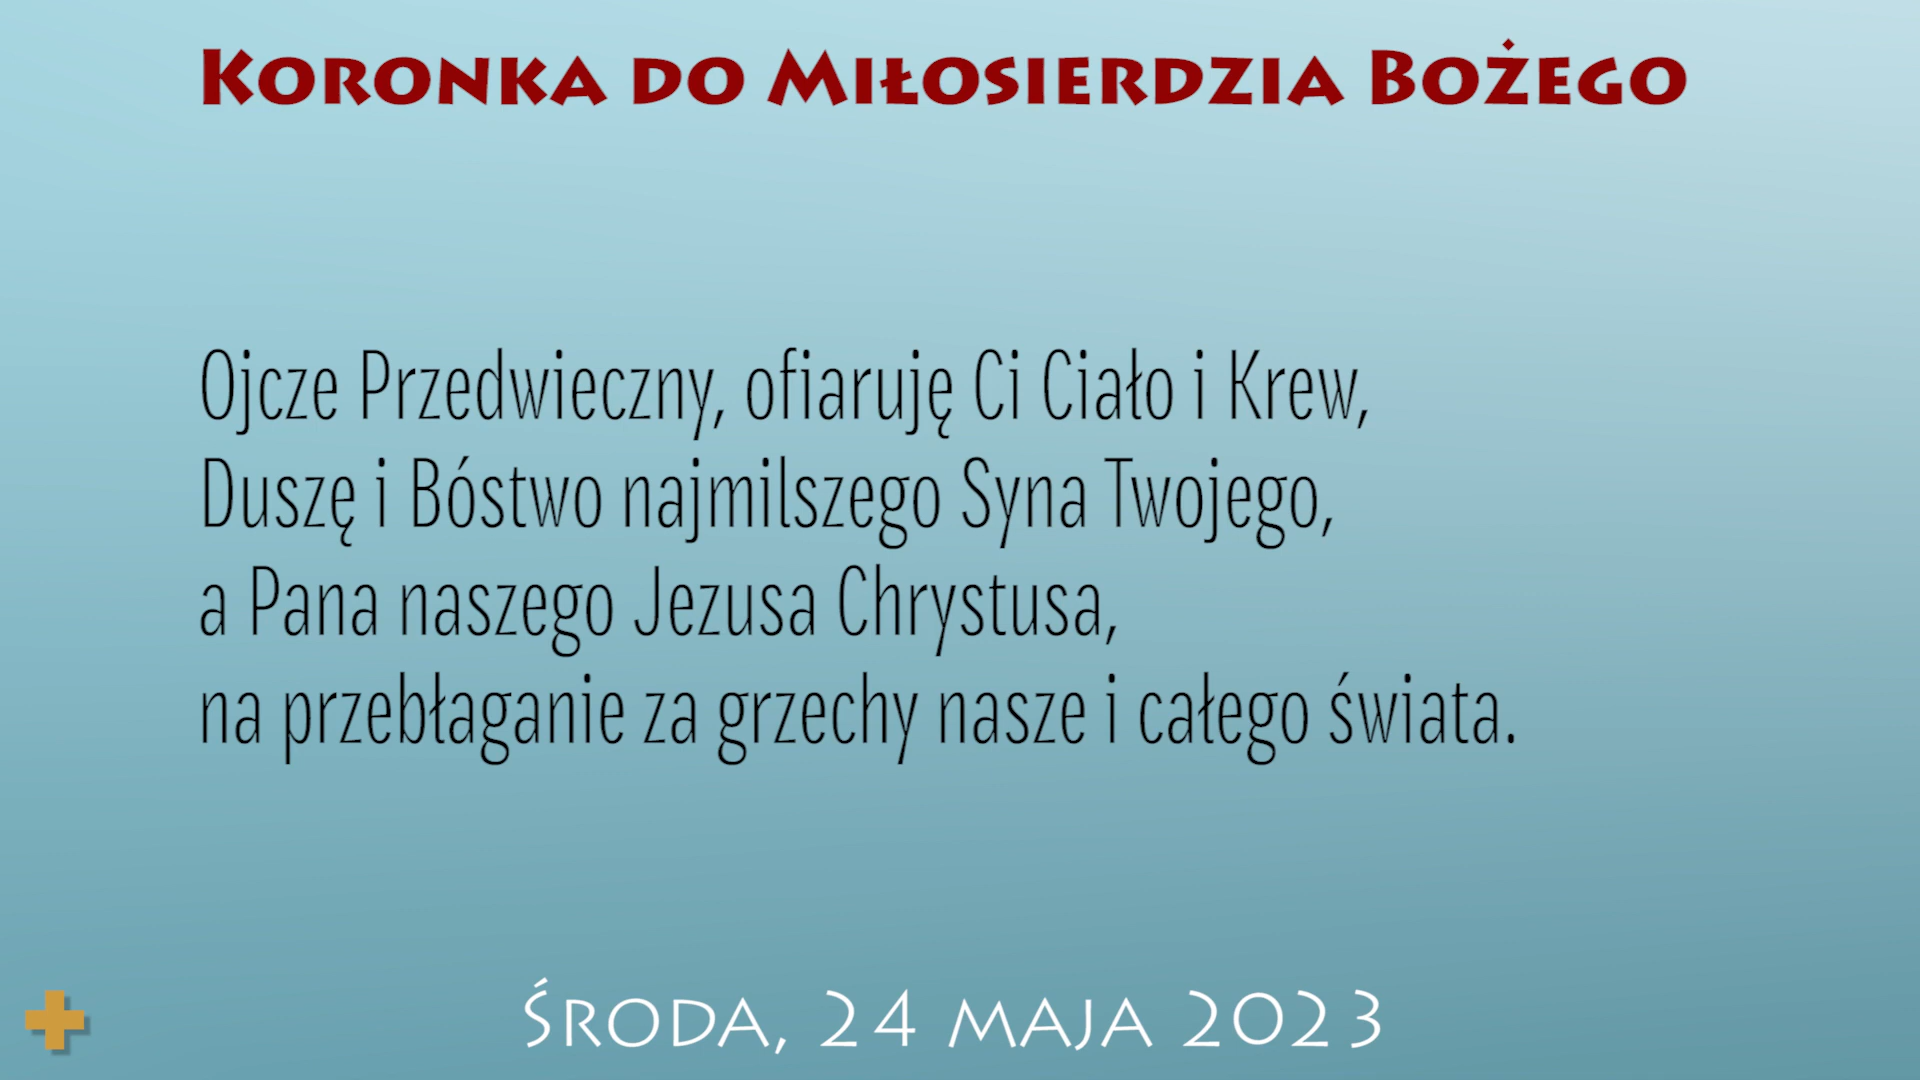 Koronka do Miłosierdzia Bożego
Ojcze Przedwieczny, ofiaruję Ci Ciało i Krew,
Duszę i Bóstwo najmilszego Syna Twojego,
a Pana naszego Jezusa Chrystusa,
na przebłaganie za grzechy nasze i całego świata.
Środa, 24 maja 2023